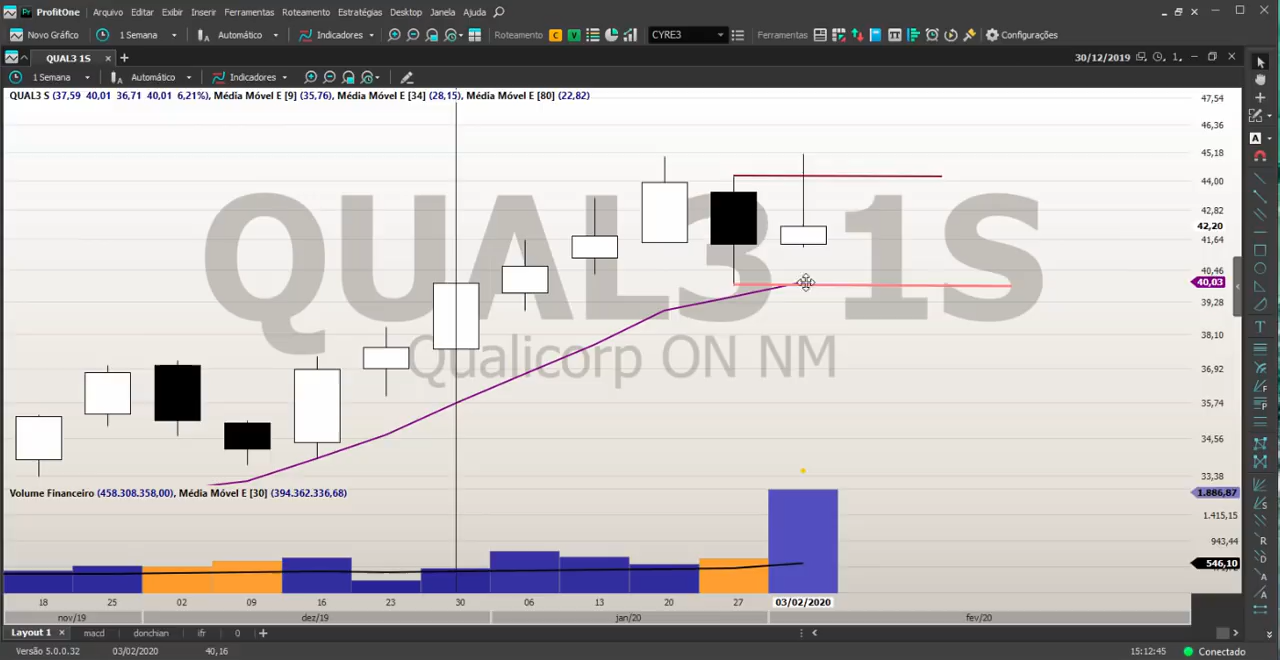 ProfitOne Arquivo Editar Exibir Inserir Ferramentas Roteamento Estratégias Desktop Janela Ajuda
Novo Gráfico 1 Semana Automático Indicadores Roteamento CYRE3 Ferramentas Configurações
QUAL3 1S 30/12/2019 1
1 Semana Automático Indicadores
QUAL3 S (37,59 40,01 36,71 40,01 6,21%), Média Móvel E [9] (35,76), Média Móvel E [34] (28,15), Média Móvel E [80] (22,82)
47,54
46,36
45,18
44,00
42,82
42,20
41,64
40,46
40,03
39,28
38,10
36,92
35,74
34,56
33,38
QUAL3 1S
Qualicorp ON NM
Volume Financeiro (458.308.358,00), Média Móvel E [30] (394.362.336,68)
1.886,87
1.415,15
943,44
546,10
18 25 02 09 16 23 30 06 13 20 27 03/02/2020
nov/19 dez/19 jan/20 fev/20
Layout 1 macd donchian ifr 0
Versão 5.0.0.32 03/02/2020 40,16 15:12:45 Conectado